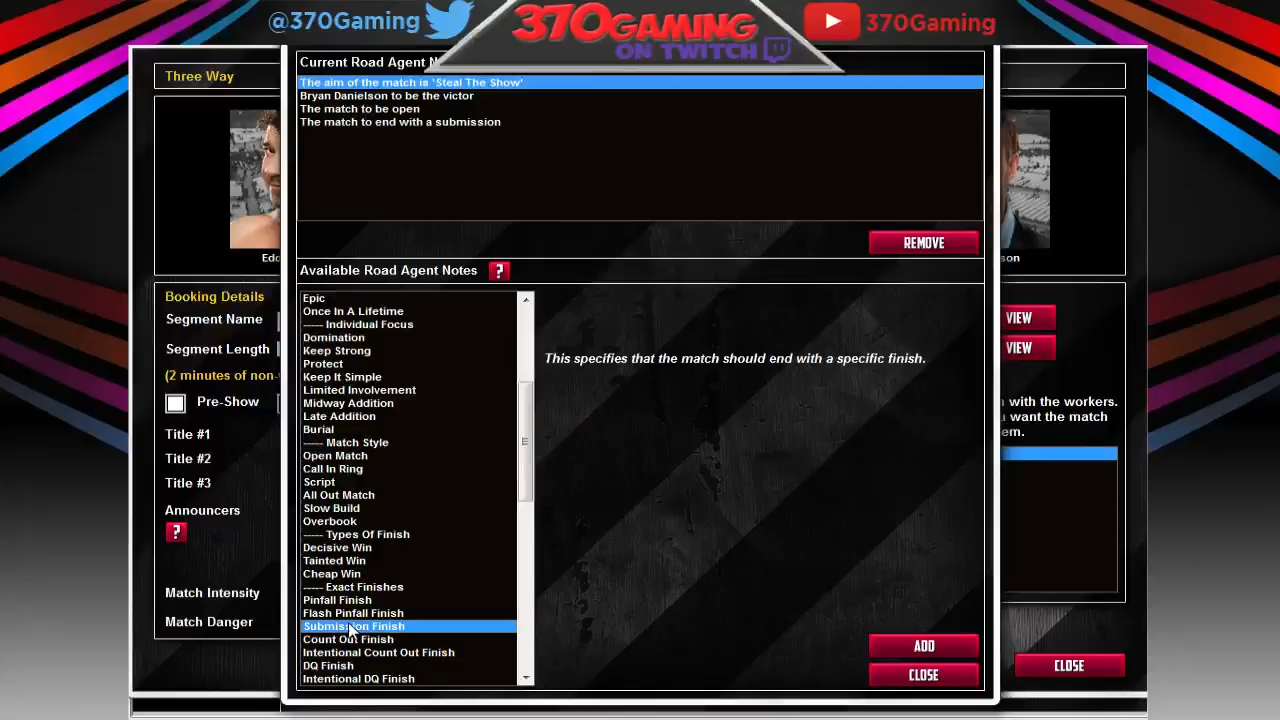 @370Gaming
370GAMING
ON TWITCH
370Gaming
Three Way
Current Road Agent N
The aim of the match is 'Steal The Show'
Bryan Danielson to be the victor
The match to be open
The match to end with a submission
REMOVE
Available Road Agent Notes
?
Epic
Once In A Lifetime
----- Individual Focus
Domination
Keep Strong
Protect
Keep It Simple
Limited Involvement
Midway Addition
Late Addition
Burial
----- Match Style
Open Match
Call In Ring
Script
All Out Match
Slow Build
Overbook
----- Types Of Finish
Decisive Win
Tainted Win
Cheap Win
----- Exact Finishes
Pinfall Finish
Flash Pinfall Finish
Submission Finish
Count Out Finish
Intentional Count Out Finish
DQ Finish
Intentional DQ Finish
This specifies that the match should end with a specific finish.
ADD
CLOSE
Edd
son
Booking Details
Segment Name
Segment Length
(2 minutes of non-
Pre-Show
Title #1
Title #2
Title #3
Announcers
?
Match Intensity
Match Danger
VIEW
VIEW
with the workers.
u want the match
em.
CLOSE